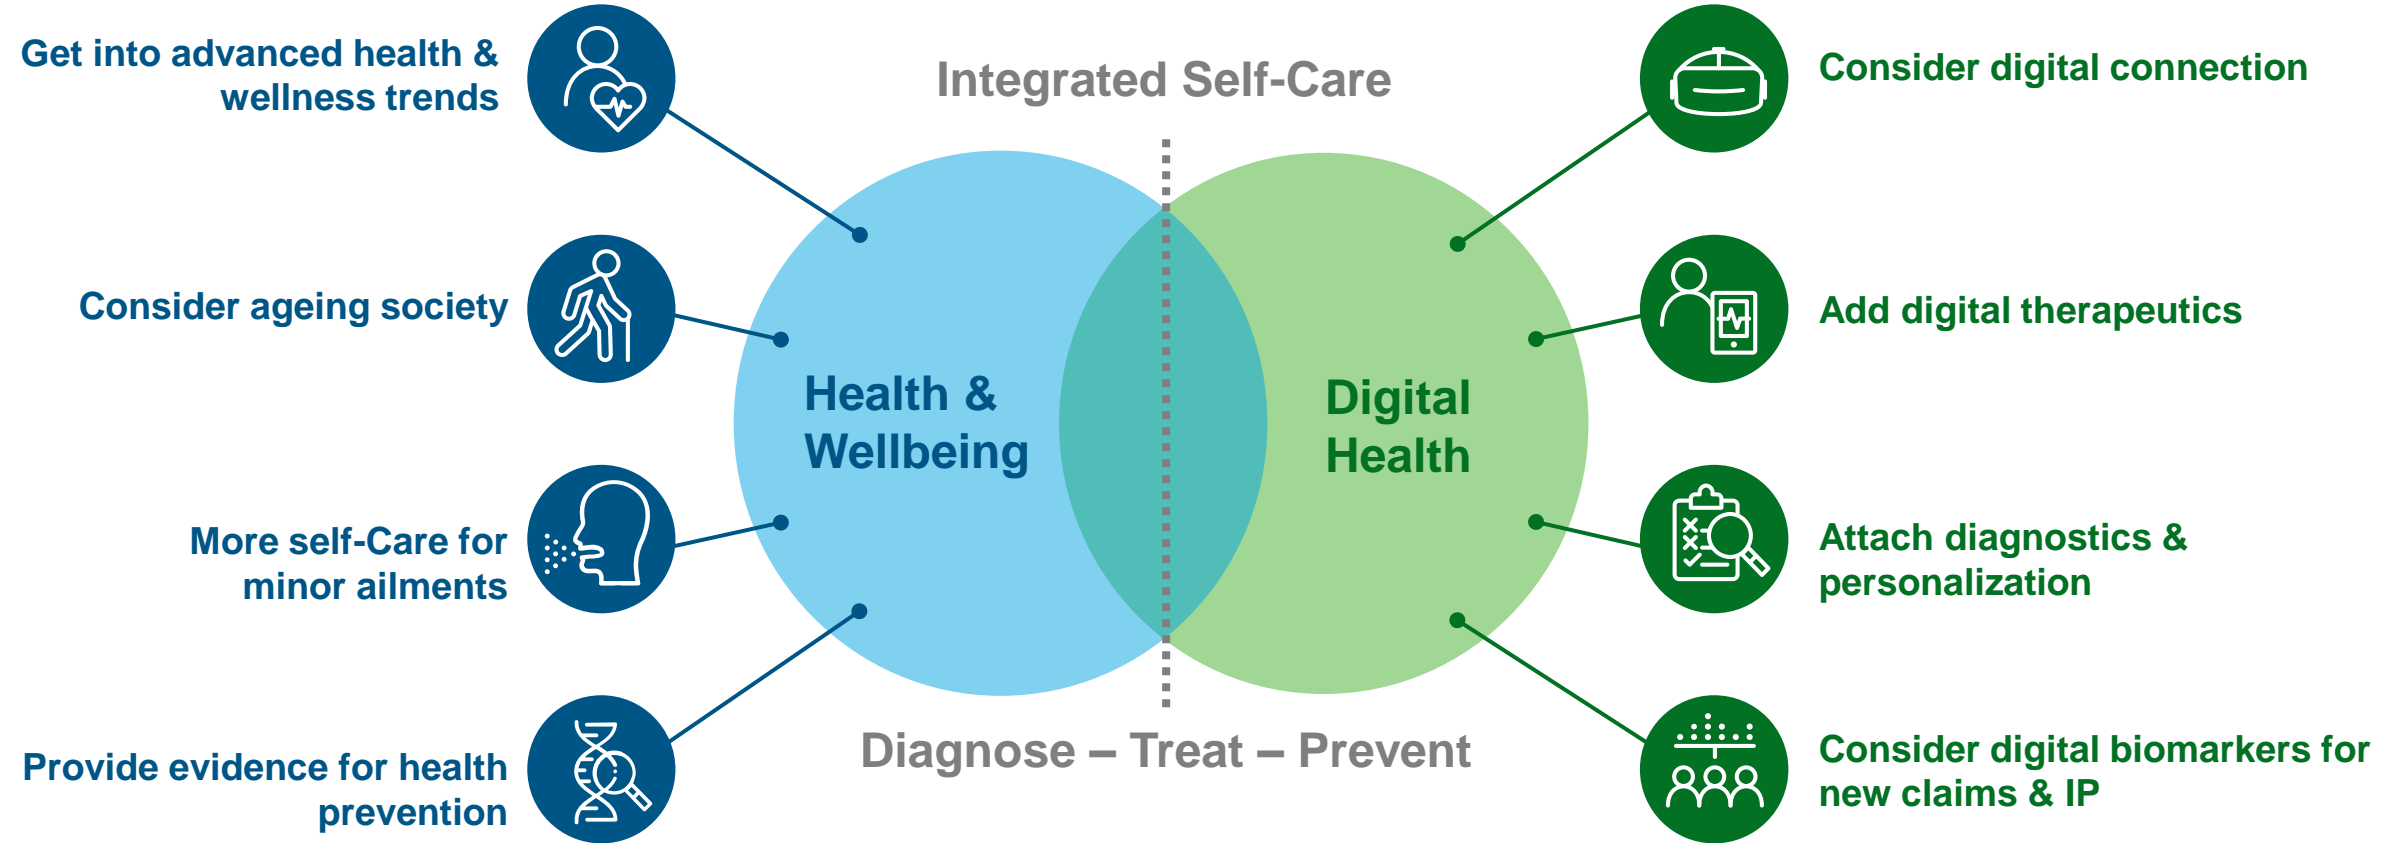 Integrated Self-Care
Get into advanced health &
wellness trends
Consider ageing society
More self-Care for
minor ailments
Provide evidence for health
prevention
Health &
Wellbeing
Digital
Health
Consider digital connection
Add digital therapeutics
Attach diagnostics &
personalization
Consider digital biomarkers for
new claims & IP
Diagnose – Treat – Prevent